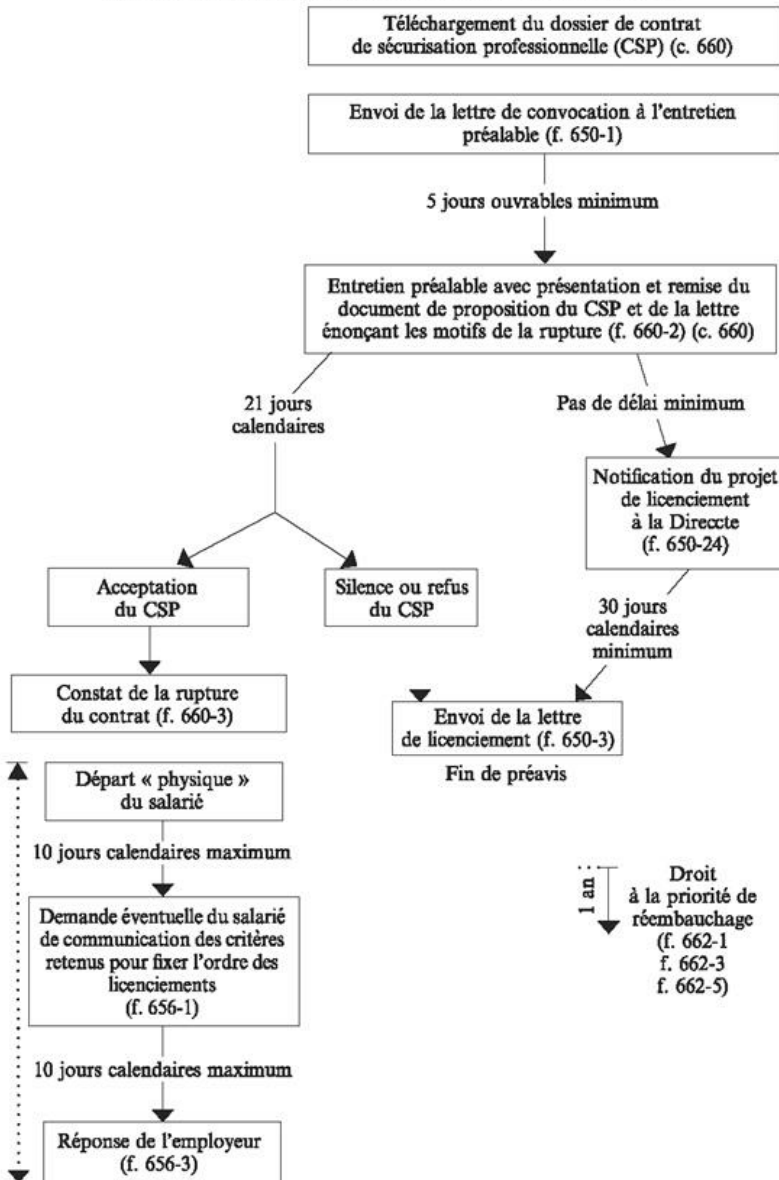 Téléchargement du dossier de contrat
de sécurisation professionnelle (CSP) (c. 660)
Envoi de la lettre de convocation à l'entretien
préalable (f. 650-1)
5 jours ouvrables minimum
Entretien préalable avec présentation et remise du
document de proposition du CSP et de la lettre
énonçant les motifs de la rupture (f. 660-2) (c. 660)
21 jours
calendaires
Pas de délai minimum
Notification du projet
de licenciement
à la Direccte
(f. 650-24)
Acceptation
du CSP
Silence ou refus
du CSP
30 jours
calendaires
minimum
Constat de la rupture
du contrat (f. 660-3)
Envoi de la lettre
de licenciement (f. 650-3)
Fin de préavis
Départ « physique »
du salarié
10 jours calendaires maximum
Demande éventuelle du salarié
de communication des critères
retenus pour fixer l'ordre des
licenciements
(f. 656-1)
1 an
Droit
à la priorité de
réembauchage
(f. 662-1
f. 662-3
f. 662-5)
10 jours calendaires maximum
Réponse de l'employeur
(f. 656-3)